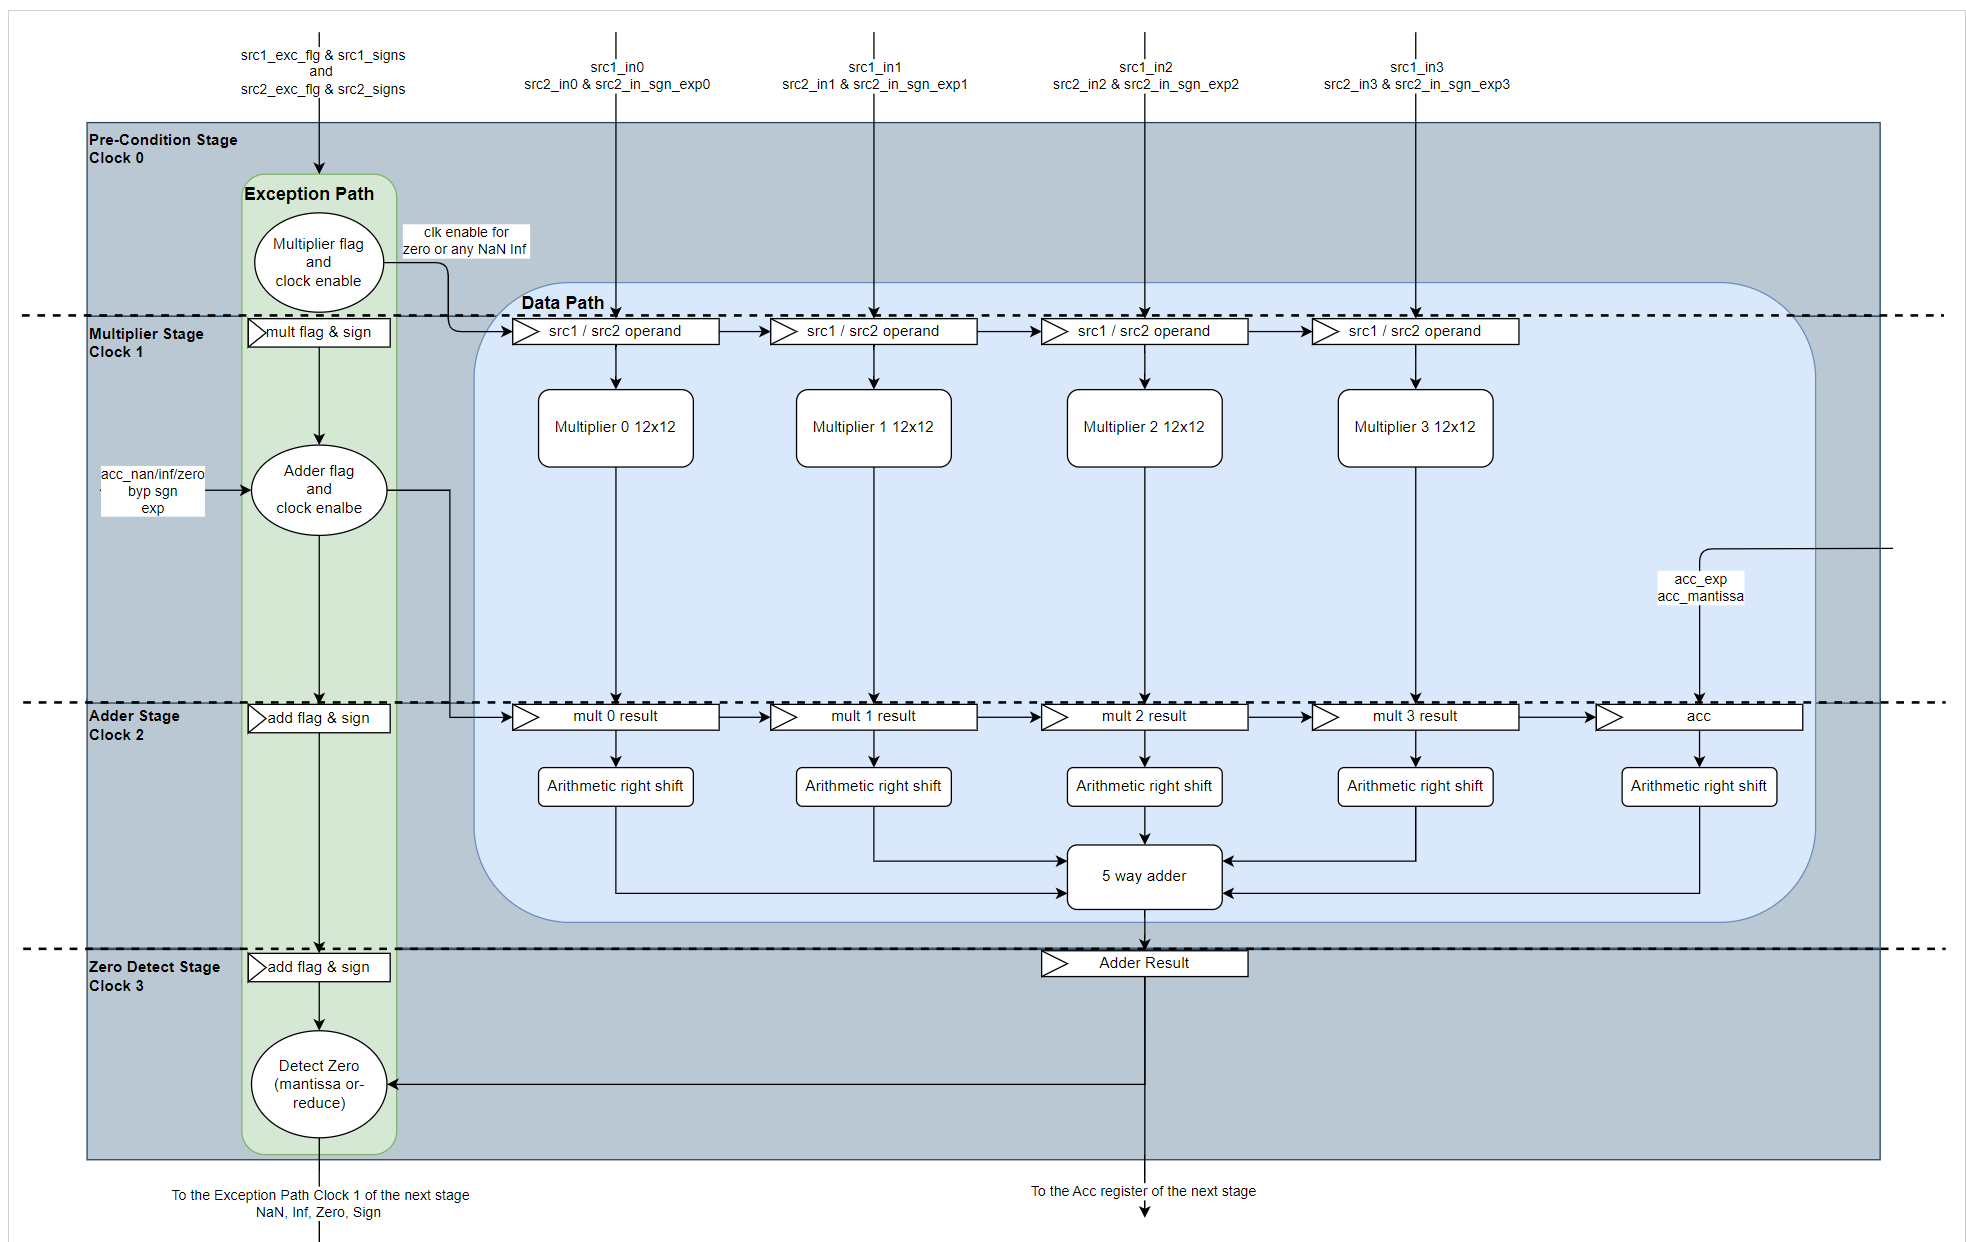 src1_exc_flg & src1_signs
and
src2_exc_flg & src2_signs
src1_in0
src2_in0 & src2_in_sgn_exp0
src1_in1
src2_in1 & src2_in_sgn_exp1
src1_in2
src2_in2 & src2_in_sgn_exp2
src1_in3
src2_in3 & src2_in_sgn_exp3
Pre-Condition Stage
Clock 0
Exception Path
Multiplier flag
and
clock enable
clk enable for
zero or any NaN Inf
Data Path
Multiplier Stage
Clock 1
mult flag & sign
src1 / src2 operand
src1 / src2 operand
src1 / src2 operand
src1 / src2 operand
Multiplier 0 12x12
Multiplier 1 12x12
Multiplier 2 12x12
Multiplier 3 12x12
acc_nan/inf/zero
byp sgn
exp
Adder flag
and
clock enalbe
acc_exp
acc_mantissa
Adder Stage
Clock 2
add flag & sign
mult 0 result
mult 1 result
mult 2 result
mult 3 result
acc
Arithmetic right shift
Arithmetic right shift
Arithmetic right shift
Arithmetic right shift
Arithmetic right shift
5 way adder
Zero Detect Stage
Clock 3
add flag & sign
Adder Result
Detect Zero
(mantissa or-
reduce)
To the Exception Path Clock 1 of the next stage
NaN, Inf, Zero, Sign
To the Acc register of the next stage